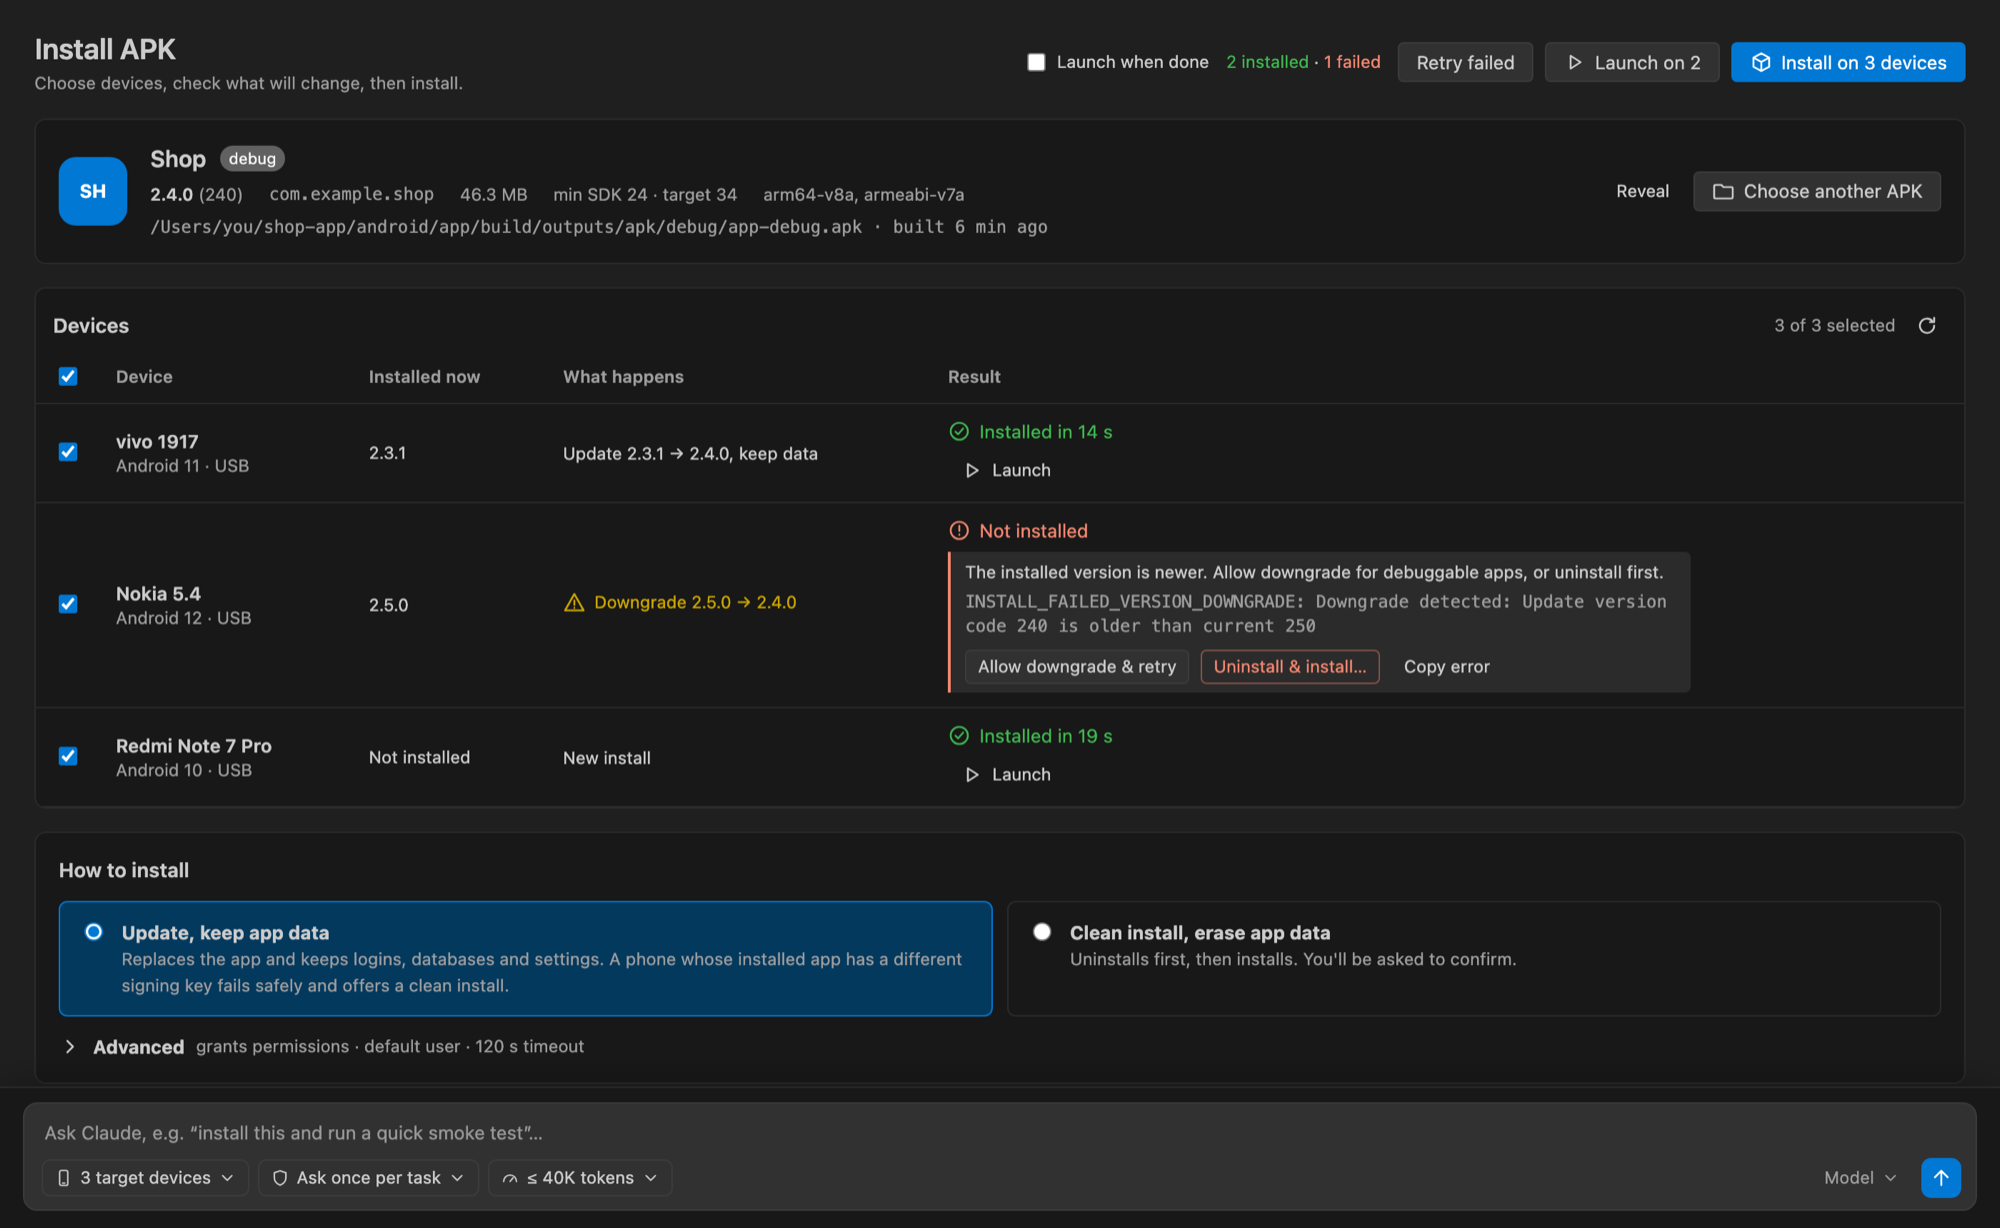 Install APK
Choose devices, check what will change, then install.
Launch when done
2 installed · 1 failed
Retry failed
Launch on 2
Install on 3 devices
SH
Shop
debug
2.4.0 (240)
com.example.shop
46.3 MB
min SDK 24 · target 34
arm64-v8a, armeabi-v7a
/Users/you/shop-app/android/app/build/outputs/apk/debug/app-debug.apk · built 6 min ago
Reveal
Choose another APK
Devices
3 of 3 selected
Device
Installed now
What happens
Result
vivo 1917
Android 11 · USB
2.3.1
Update 2.3.1 → 2.4.0, keep data
Installed in 14 s
Launch
Nokia 5.4
Android 12 · USB
2.5.0
Downgrade 2.5.0 → 2.4.0
Not installed
The installed version is newer. Allow downgrade for debuggable apps, or uninstall first.
INSTALL_FAILED_VERSION_DOWNGRADE: Downgrade detected: Update version
code 240 is older than current 250
Allow downgrade & retry
Uninstall & install...
Copy error
Redmi Note 7 Pro
Android 10 · USB
Not installed
New install
Installed in 19 s
Launch
How to install
Update, keep app data
Replaces the app and keeps logins, databases and settings. A phone whose installed app has a different
signing key fails safely and offers a clean install.
Clean install, erase app data
Uninstalls first, then installs. You'll be asked to confirm.
Advanced
grants permissions · default user · 120 s timeout
Ask Claude, e.g. “install this and run a quick smoke test”...
3 target devices
Ask once per task
≤ 40K tokens
Model